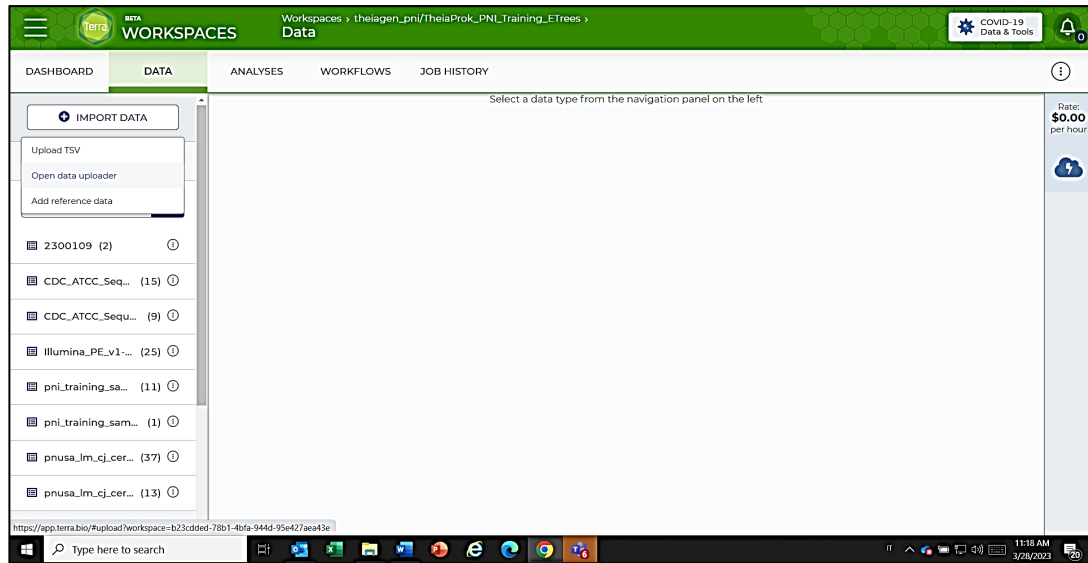 Terra
BETA
WORKSPACES
Workspaces › theiagen_pni/TheiaProk_PNI_Training_ETrees ›
Data
COVID-19
Data & Tools
0
DASHBOARD
DATA
ANALYSES
WORKFLOWS
JOB HISTORY
IMPORT DATA
Select a data type from the navigation panel on the left
Rate:
$0.00
per hour
Upload TSV
Open data uploader
Add reference data
2300109 (2)
CDC_ATCC_Seq... (15)
CDC_ATCC_Sequ... (9)
Illumina_PE_v1-... (25)
pni_training_sa... (11)
pni_training_sam... (1)
pnusa_lm_cj_cer... (37)
pnusa_lm_cj_cer... (13)
https://app.terra.bio/#upload?workspace=b23cdded-78b1-4bfa-944d-95e427aea43e
Type here to search
11:18 AM
3/28/2023
20